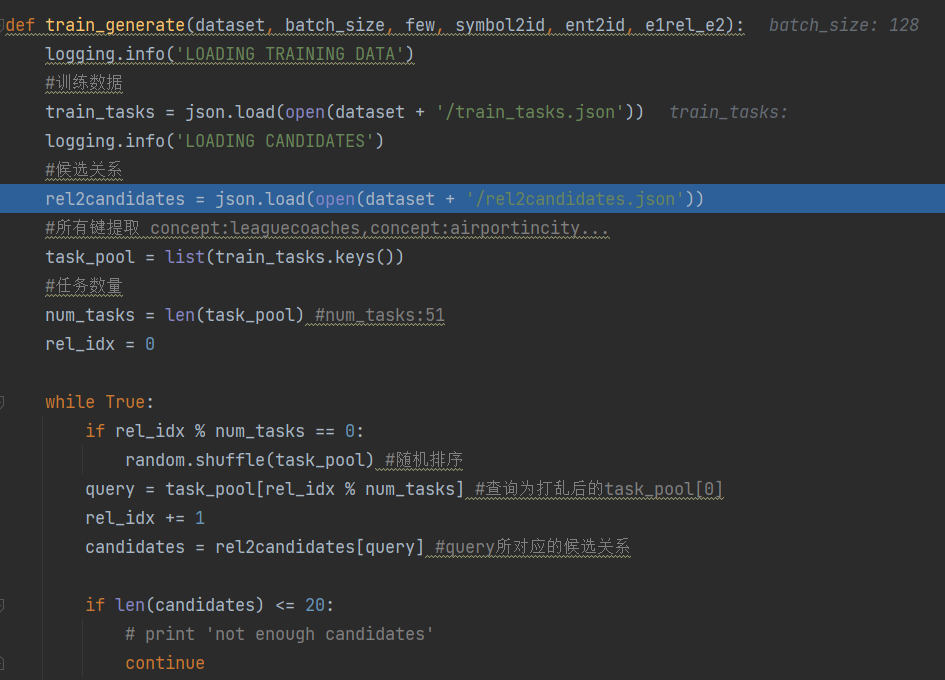 def train_generate(dataset, batch_size, few, symbol2id, ent2id, e1rel_e2):   batch_size: 128
    logging.info('LOADING TRAINING DATA')
    #训练数据
    train_tasks = json.load(open(dataset + '/train_tasks.json'))   train_tasks:
    logging.info('LOADING CANDIDATES')
    #候选关系
    rel2candidates = json.load(open(dataset + '/rel2candidates.json'))
    #所有键提取 concept:leaguecoaches,concept:airportincity...
    task_pool = list(train_tasks.keys())
    #任务数量
    num_tasks = len(task_pool) #num_tasks:51
    rel_idx = 0
    while True:
        if rel_idx % num_tasks == 0:
            random.shuffle(task_pool) #随机排序
        query = task_pool[rel_idx % num_tasks] #查询为打乱后的task_pool[0]
        rel_idx += 1
        candidates = rel2candidates[query] #query所对应的候选关系
        if len(candidates) <= 20:
            # print 'not enough candidates'
            continue